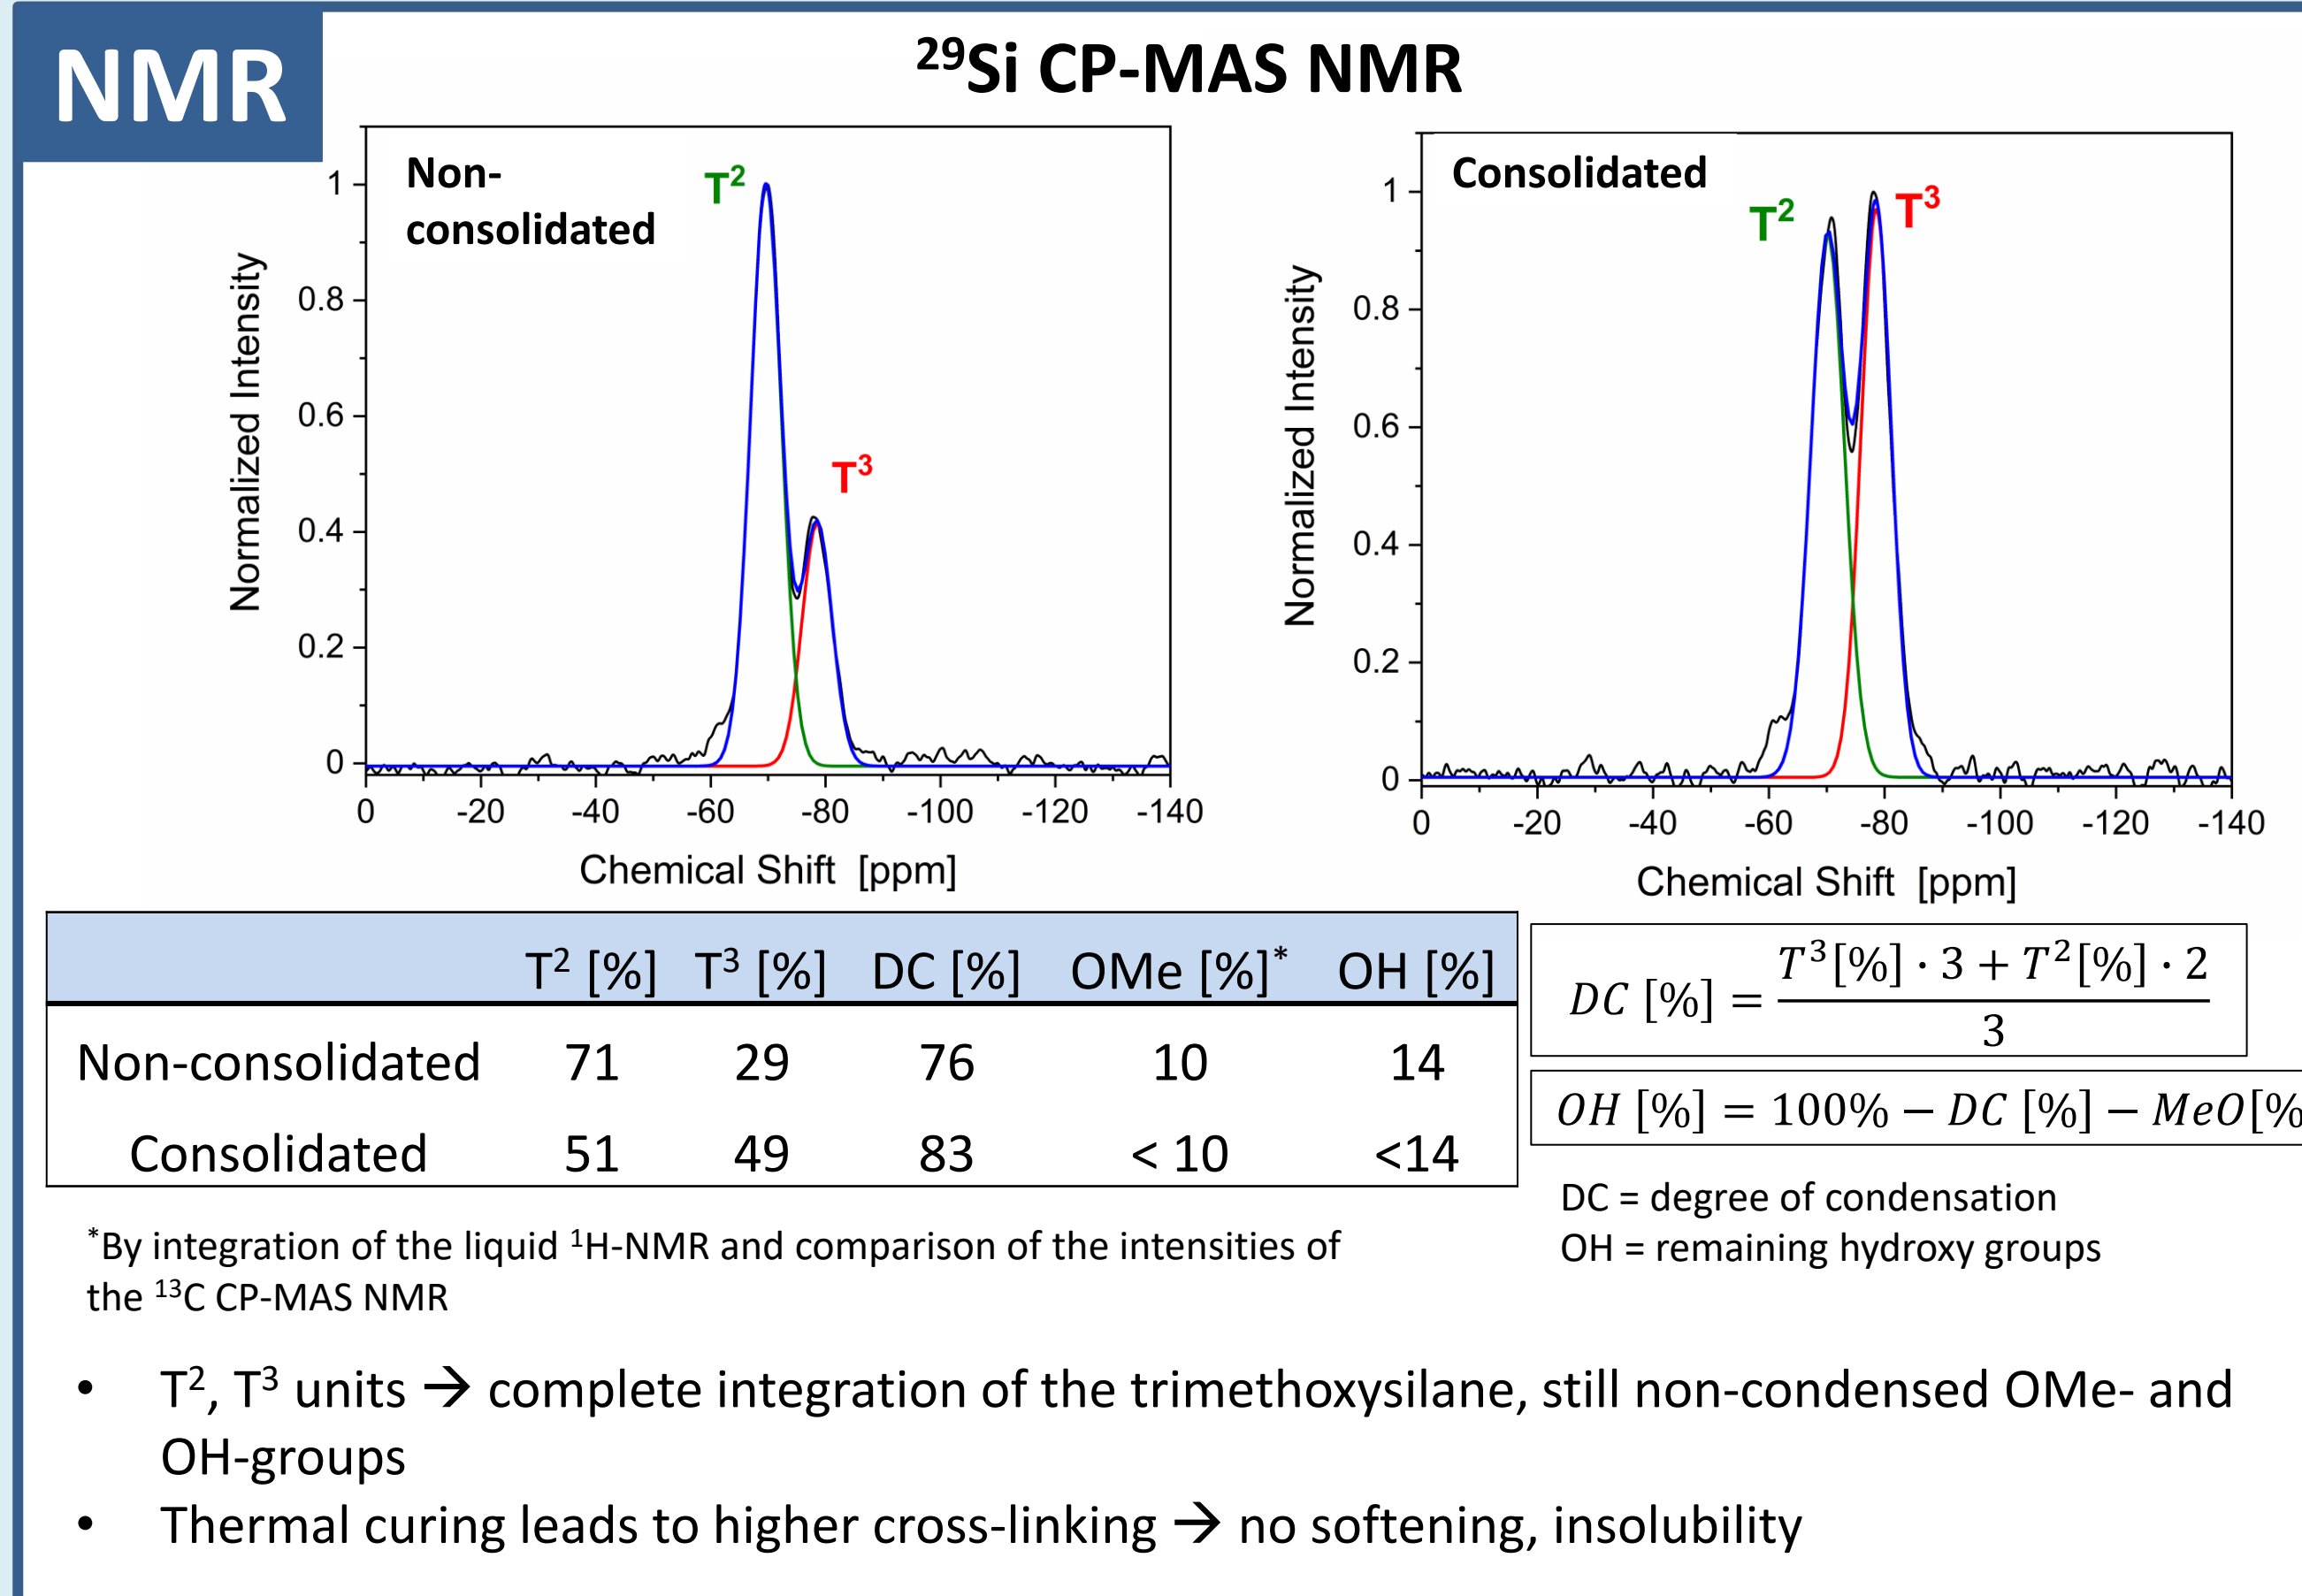 NMR
²⁹Si CP-MAS NMR
Non-
consolidated
T²
T³
Normalized Intensity
1
0.8
0.6
0.4
0.2
0
0 -20 -40 -60 -80 -100 -120 -140
Chemical Shift [ppm]
Consolidated
T²
T³
Normalized Intensity
1
0.8
0.6
0.4
0.2
0
0 -20 -40 -60 -80 -100 -120 -140
Chemical Shift [ppm]
T² [%] T³ [%] DC [%] OMe [%]* OH [%]
Non-consolidated 71 29 76 10 14
Consolidated 51 49 83 < 10 <14
DC [%] = (T³[%] · 3 + T²[%] · 2) / 3
OH [%] = 100% − DC [%] − MeO[%
DC = degree of condensation
OH = remaining hydroxy groups
*By integration of the liquid ¹H-NMR and comparison of the intensities of
the ¹³C CP-MAS NMR
• T², T³ units → complete integration of the trimethoxysilane, still non-condensed OMe- and
OH-groups
• Thermal curing leads to higher cross-linking → no softening, insolubility